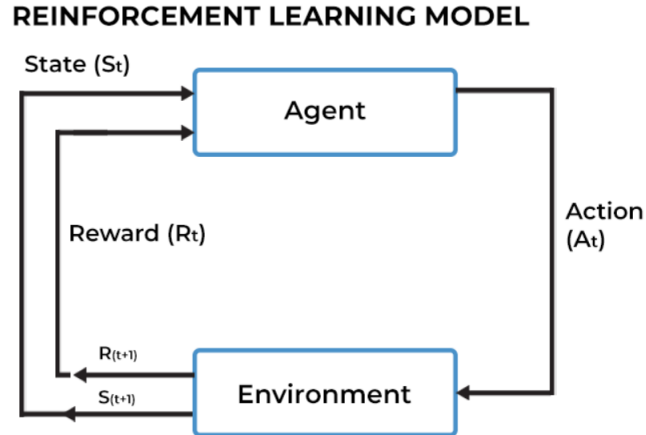 REINFORCEMENT LEARNING MODEL
State (St)
Agent
Reward (Rt)
Action
(At)
R(t+1)
S(t+1)
Environment